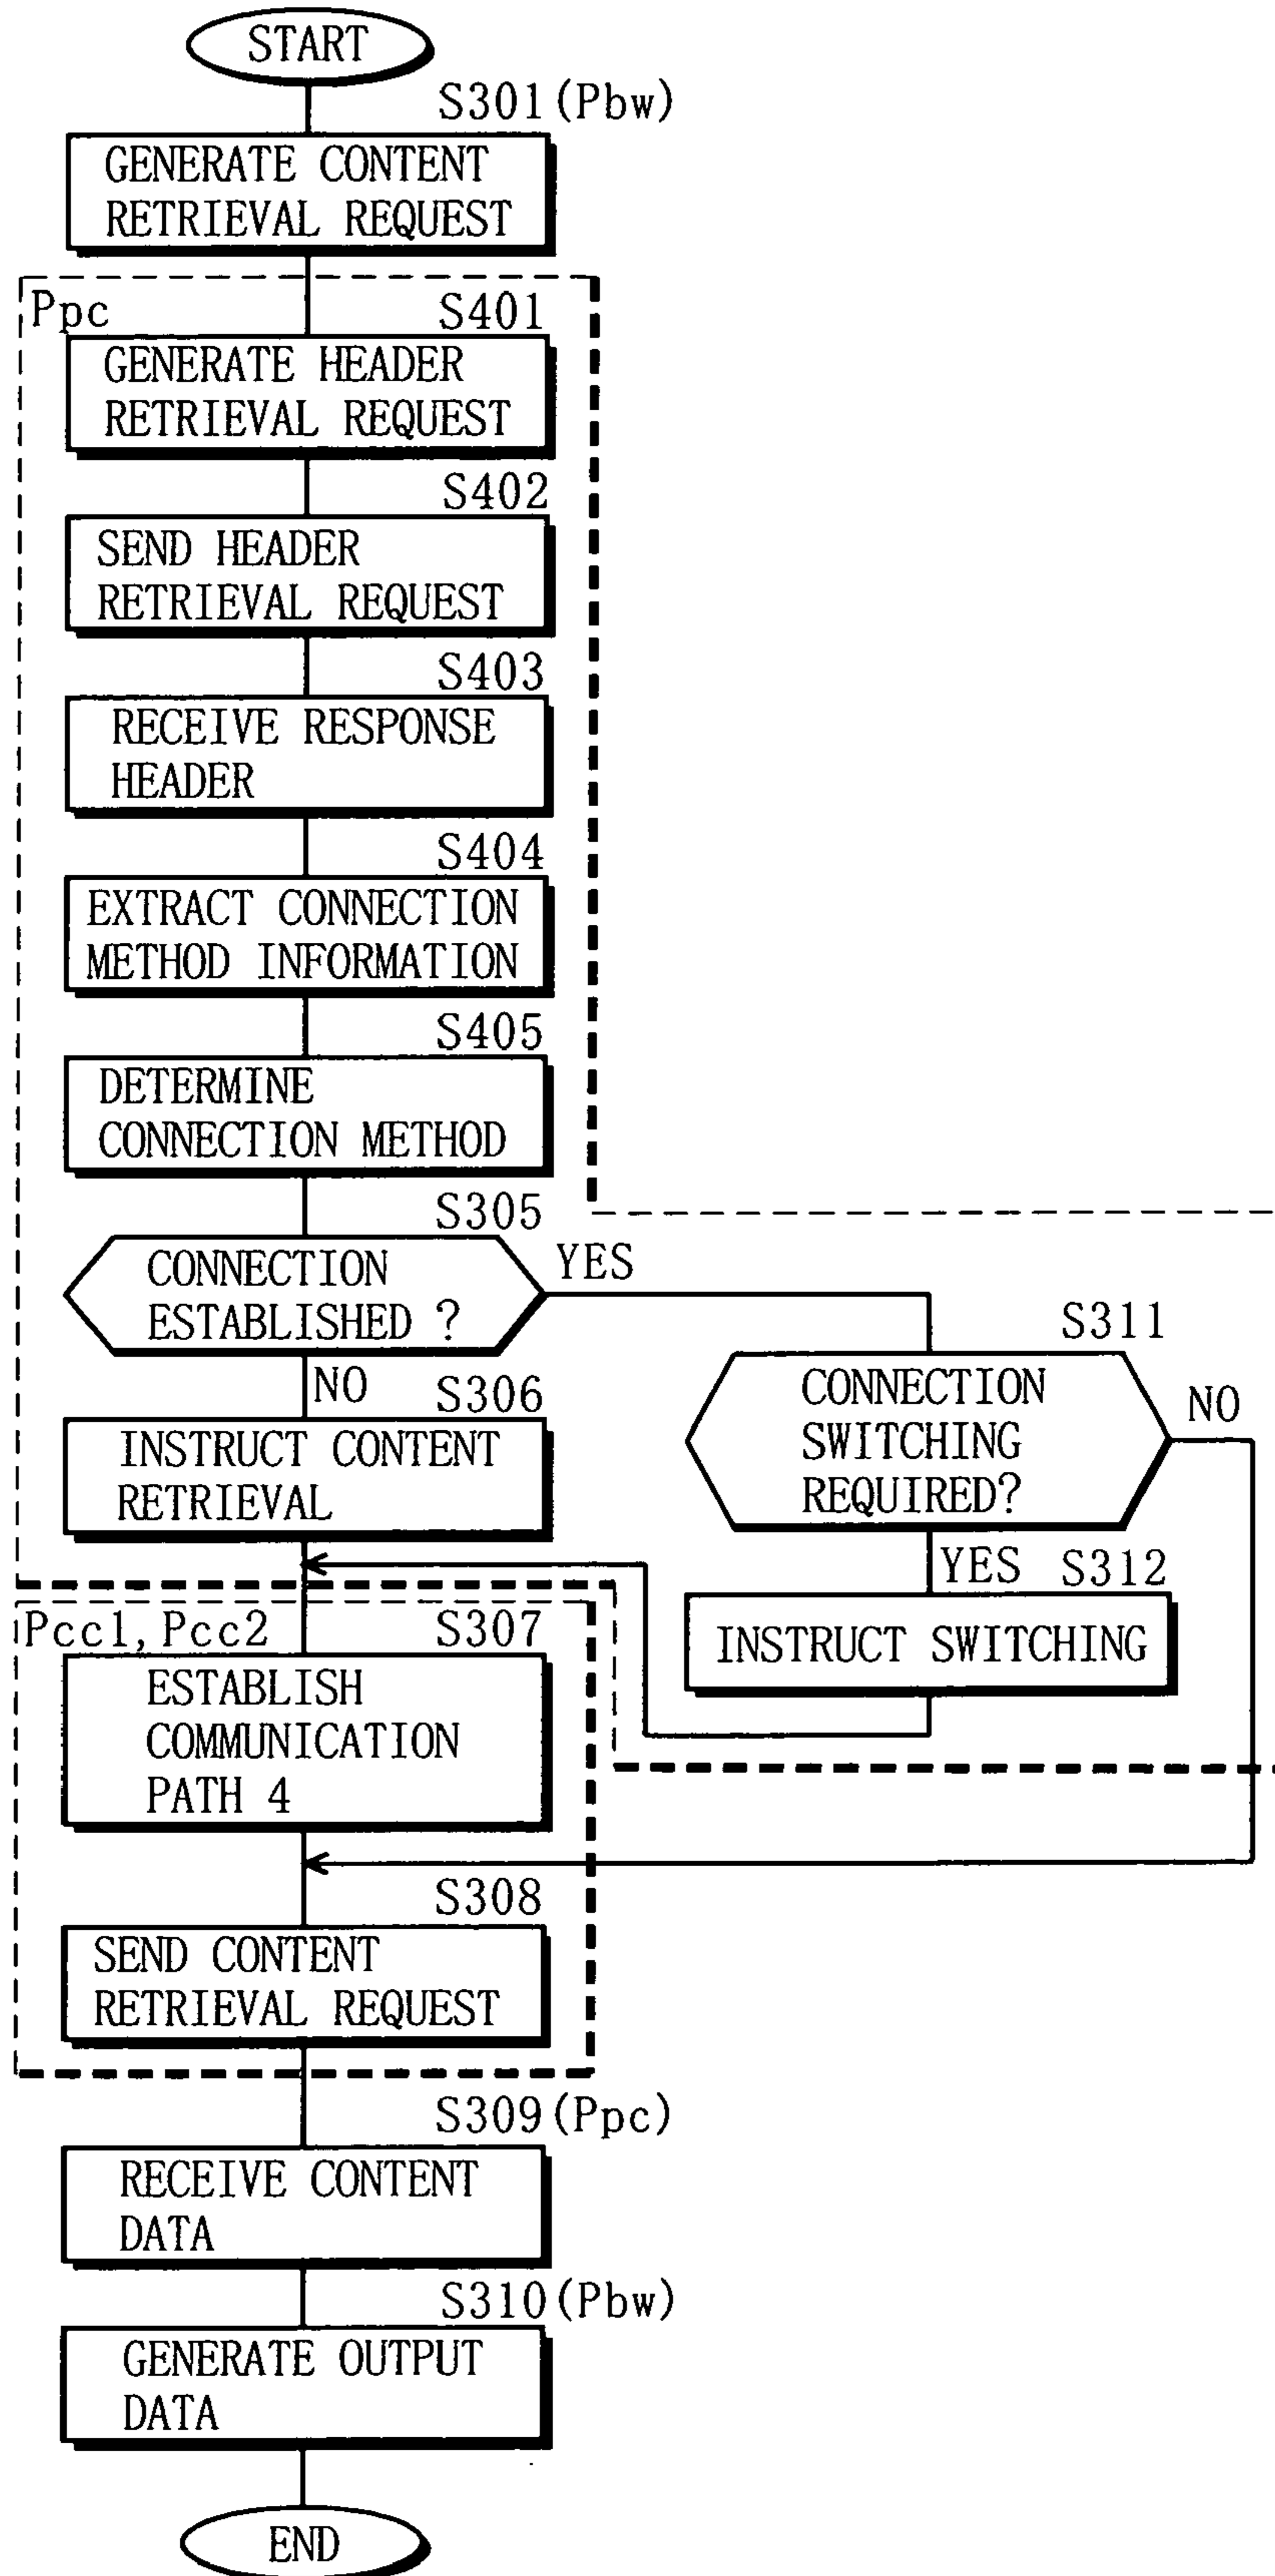 START
S301(Pbw)
GENERATE CONTENT
RETRIEVAL REQUEST
Ppc
S401
GENERATE HEADER
RETRIEVAL REQUEST
S402
SEND HEADER
RETRIEVAL REQUEST
S403
RECEIVE RESPONSE
HEADER
S404
EXTRACT CONNECTION
METHOD INFORMATION
S405
DETERMINE
CONNECTION METHOD
S305
CONNECTION
ESTABLISHED ?
YES
NO
S311
CONNECTION
SWITCHING
REQUIRED?
NO
S306
INSTRUCT CONTENT
RETRIEVAL
YES
S312
INSTRUCT SWITCHING
Pcc1, Pcc2
S307
ESTABLISH
COMMUNICATION
PATH 4
S308
SEND CONTENT
RETRIEVAL REQUEST
S309(Ppc)
RECEIVE CONTENT
DATA
S310(Pbw)
GENERATE OUTPUT
DATA
END